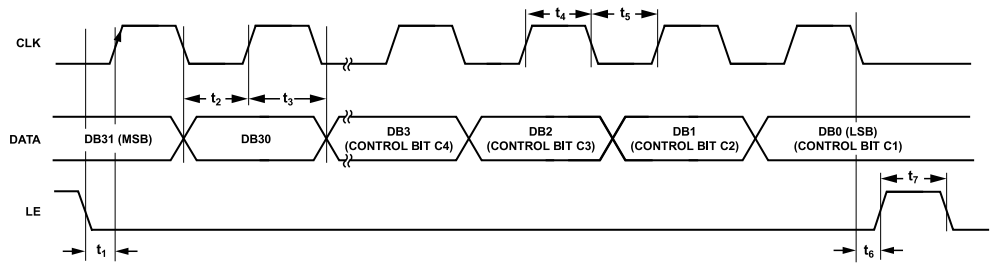 t4
t5
CLK
t2
t3
DATA
DB31 (MSB)
DB30
DB3
(CONTROL BIT C4)
DB2
(CONTROL BIT C3)
DB1
(CONTROL BIT C2)
DB0 (LSB)
(CONTROL BIT C1)
t7
LE
t1
t6